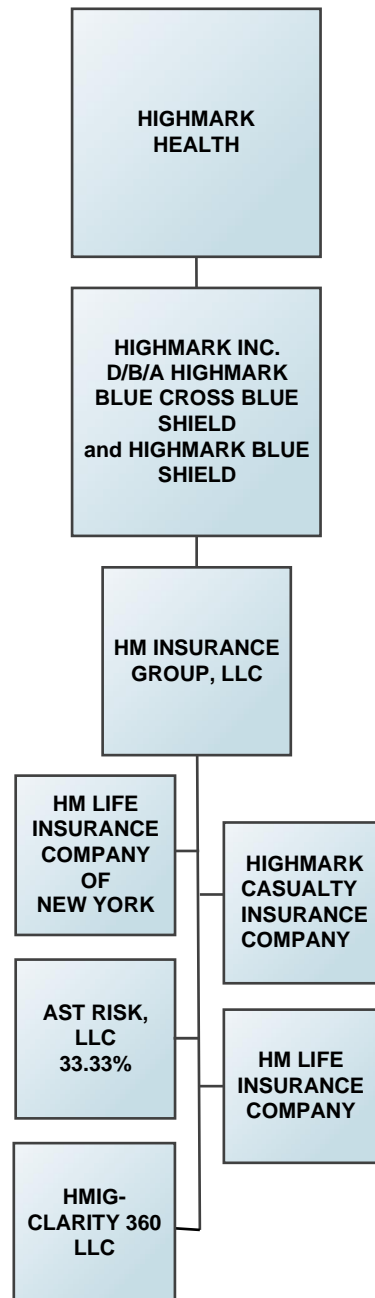 HIGHMARK
HEALTH
HIGHMARK INC.
D/B/A HIGHMARK
BLUE CROSS BLUE
SHIELD
and HIGHMARK BLUE
SHIELD
HM INSURANCE
GROUP, LLC
HM LIFE
INSURANCE
COMPANY
OF
NEW YORK
HIGHMARK
CASUALTY
INSURANCE
COMPANY
AST RISK,
LLC
33.33%
HM LIFE
INSURANCE
COMPANY
HMIG-
CLARITY 360
LLC